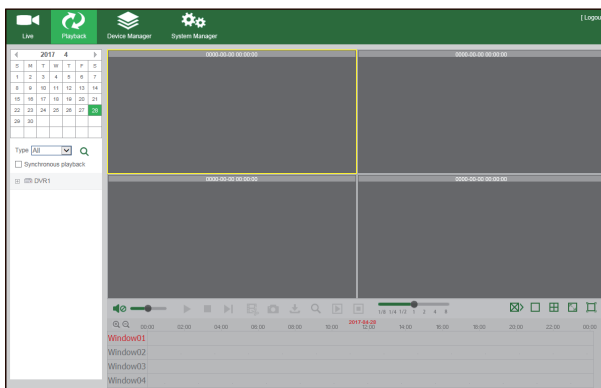 [ Logout
Live Playback Device Manager System Manager
2017 4
S M T W T F S
1 2 3 4 5 6 7
8 9 10 11 12 13 14
15 16 17 18 19 20 21
22 23 24 25 26 27 28
29 30
Type All
Synchronous playback
DVR1
0000-00-00 00:00:00 0000-00-00 00:00:00
0000-00-00 00:00:00 0000-00-00 00:00:00
1/8 1/4 1/2 1 2 4 8
2017-04-28
00:00 02:00 04:00 06:00 08:00 10:00 12:00 14:00 16:00 18:00 20:00 22:00 00:00
Window01
Window02
Window03
Window04